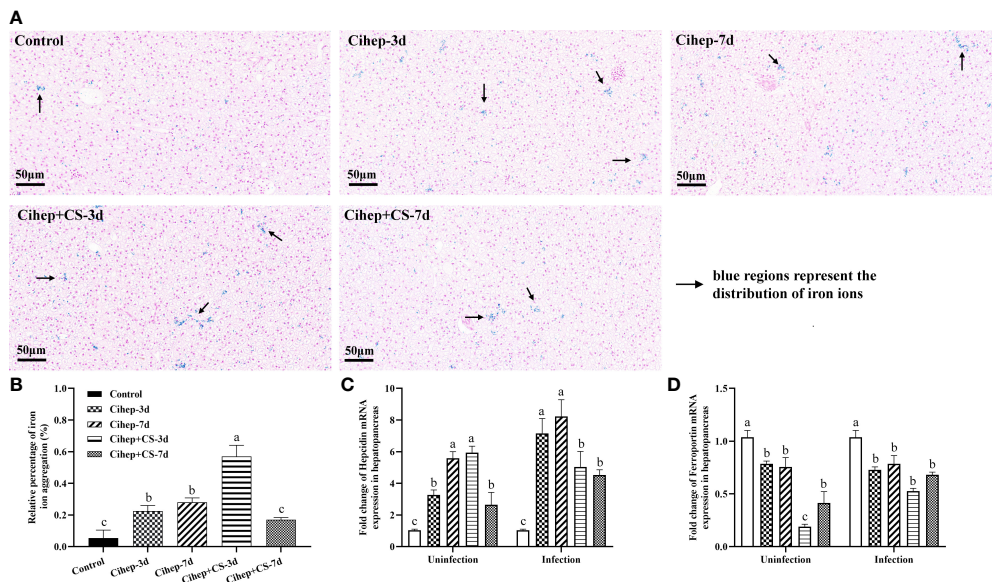 A
Control
Cihep-3d
Cihep-7d
50μm
50μm
50μm
Cihep+CS-3d
Cihep+CS-7d
50μm
50μm
blue regions represent the
distribution of iron ions
B
Relative percentage of iron
ion aggregation (%)
1.0
0.8
0.6
0.4
0.2
0.0
Control
Cihep-3d
Cihep-7d
Cihep+CS-3d
Cihep+CS-7d
c
b
b
a
c
Control
Cihep-3d
Cihep-7d
Cihep+CS-3d
Cihep+CS-7d
C
Fold change of Hepcidin mRNA
expression in hepatopancreas
10
8
6
4
2
0
c
b
a
a
b
c
a
a
b
b
Uninfection
Infection
D
Fold change of Ferroportin mRNA
expression in hepatopancreas
1.5
1.0
0.5
0.0
a
b
b
c
b
a
b
b
b
b
Uninfection
Infection